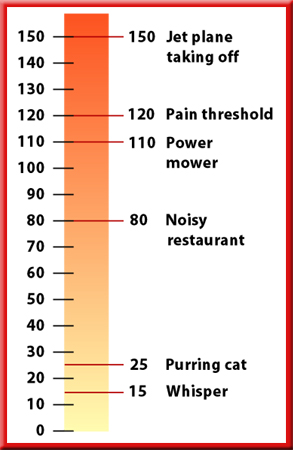 150 150 Jet plane
taking off
140
130
120 120 Pain threshold
110 110 Power
mower
100
90
80 80 Noisy
restaurant
70
60
50
40
30
25 Purring cat
20
15 Whisper
10
0